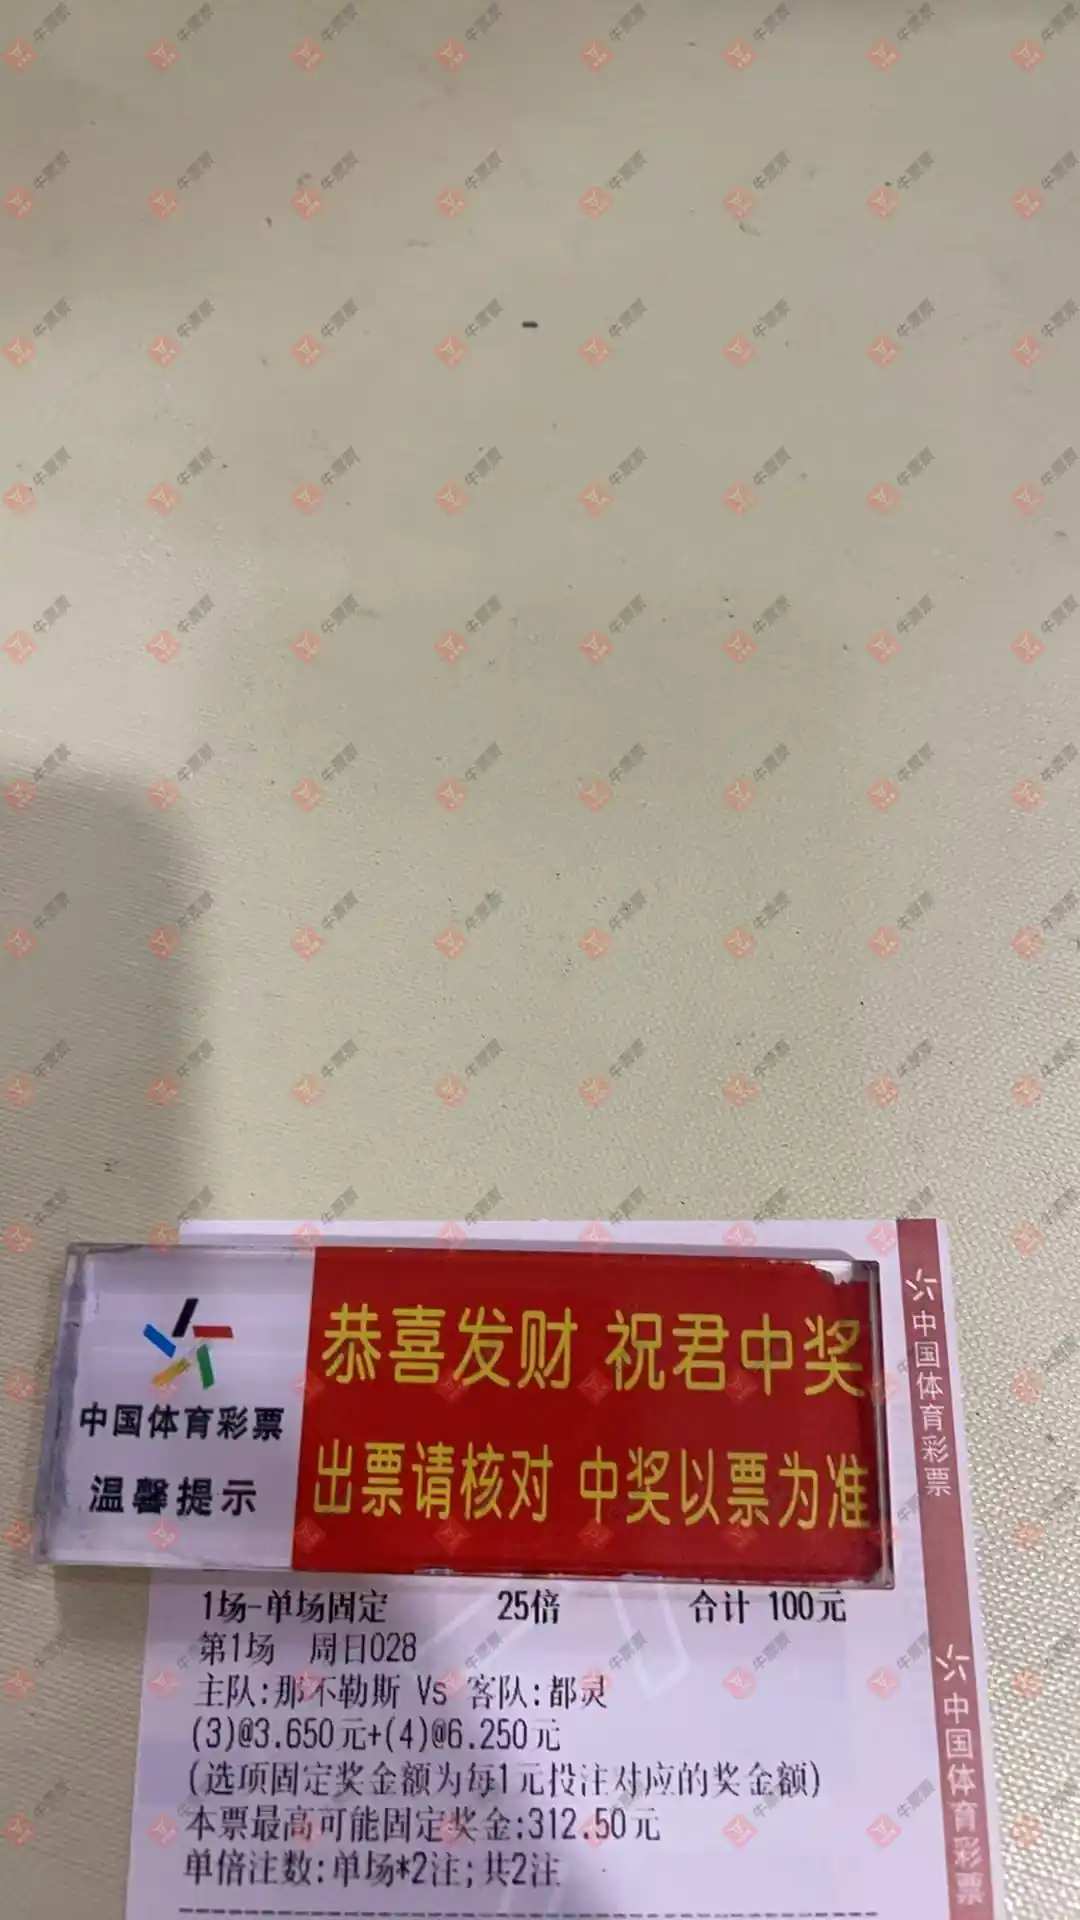 恭喜发财 祝君中奖
中国体育彩票
温馨提示
出票请核对 中奖以票为准
1场-单场固定 25倍 合计 100元
第1场 周日028
主队:那不勒斯 Vs 客队:都灵
(3)@3.650元+(4)@6.250元
(选项固定奖金额为每1元投注对应的奖金额)
本票最高可能固定奖金:312.50元
单倍注数:单场*2注;共2注
中国体育彩票
中国体育彩票
牛票票